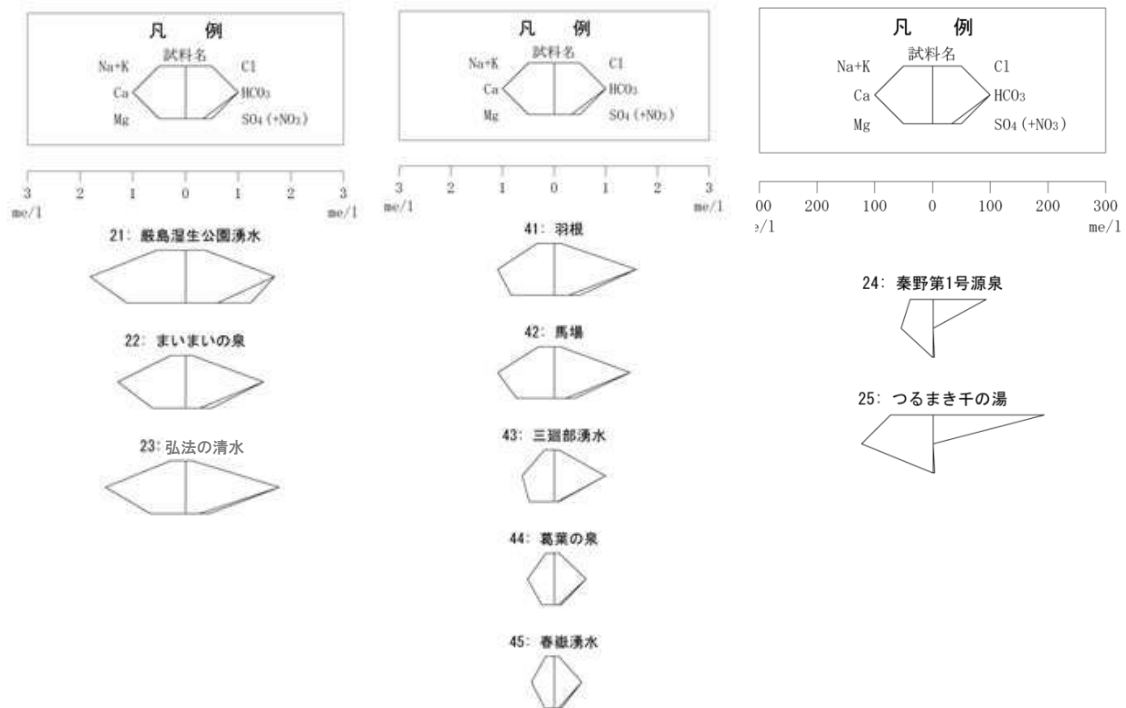 凡 例
試料名
Na+K Cl
Ca HCO₃
Mg SO₄(+NO₃)
3 2 1 0 1 2 3
me/l me/l
21: 厳島湿生公園湧水
22: まいまいの泉
23: 弘法の清水
凡 例
試料名
Na+K Cl
Ca HCO₃
Mg SO₄(+NO₃)
3 2 1 0 1 2 3
me/l me/l
41: 羽根
42: 馬場
43: 三廻部湧水
44: 葛葉の泉
45: 春嶽湧水
凡 例
試料名
Na+K Cl
Ca HCO₃
Mg SO₄(+NO₃)
00 200 100 0 100 200 300
e/l me/l
24: 秦野第1号源泉
25: つるまき千の湯